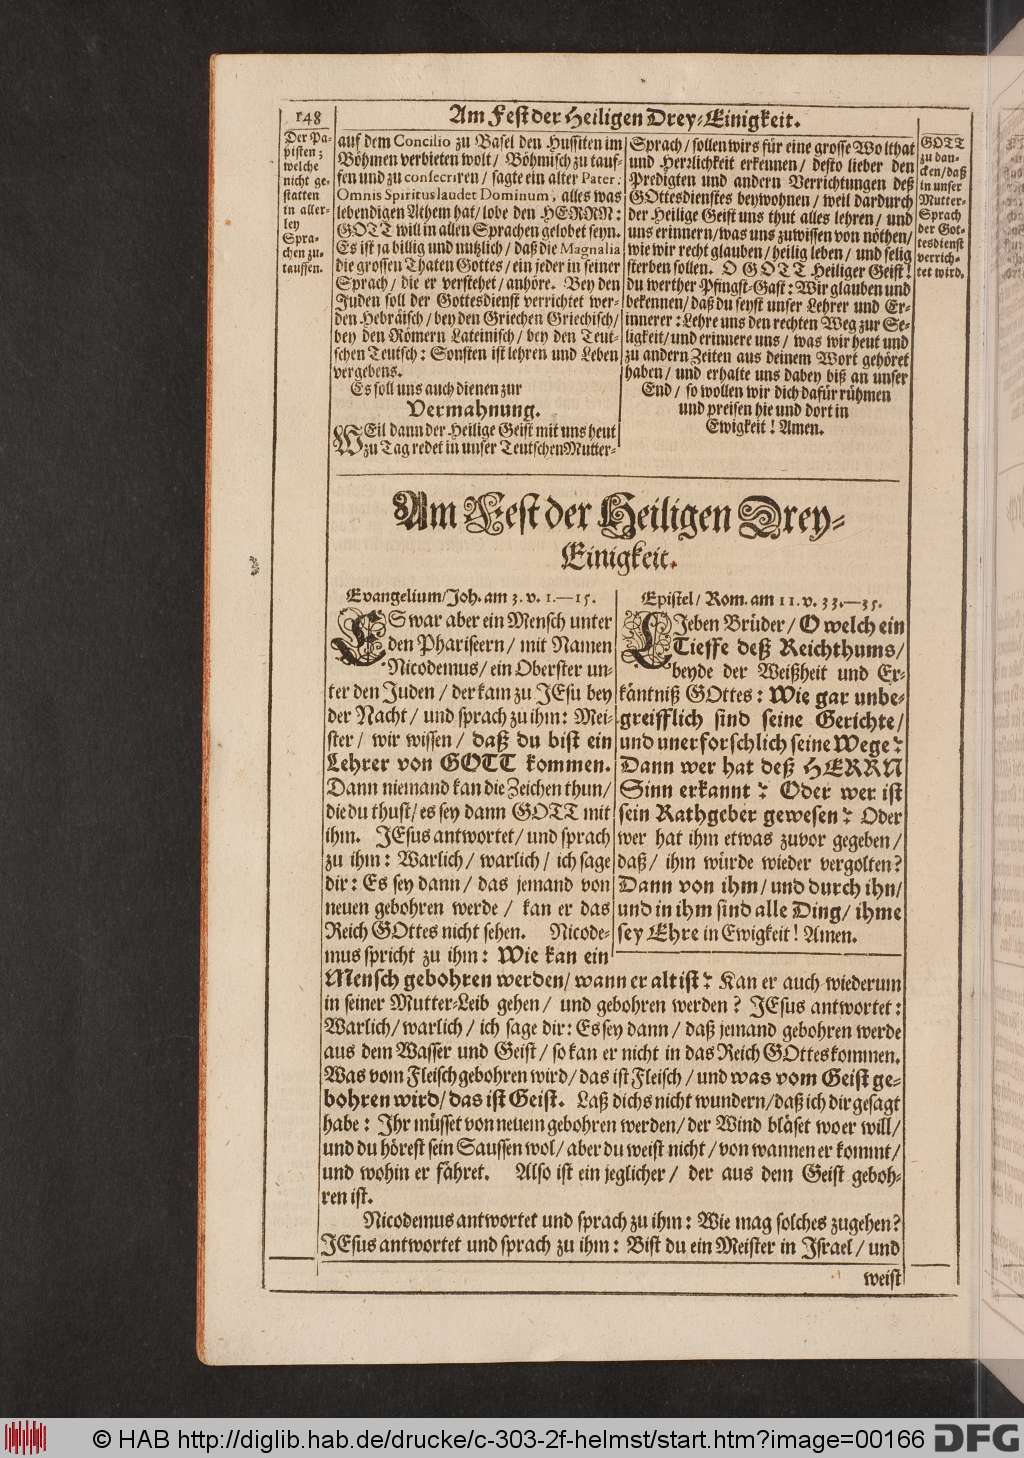 148
Am Fest der Heiligen Drey-Einigkeit.
Der Pa-
pisten;
welche
nicht ge-
statten
in aller-
ley
Spra-
chen zu-
tauffen.
auf dem Concilio zu Basel den Hussiten im
Böhmen verbieten wolt / Böhmisch zu tauf-
fen und zu consecriren / sagte ein alter Pater:
Omnis Spiritus laudet Dominum, alles was
lebendigen Athem hat / lobe den HERRN:
GOTT will in allen Sprachen gelobet seyn.
Es ist ja billig und nutzlich / daß die Magnalia
die grossen Thaten Gottes / ein jeder in seiner
Sprach / die er verstehet / anhöre. Bey den
Juden soll der Gottesdienst verrichtet wer-
den Hebräisch / bey den Griechen Griechisch /
bey den Römern Lateinisch / bey den Teut-
schen Teutsch: Sonsten ist lehren und Leben
vergebens.
Es soll uns auch dienen zur
Vermahnung.
WEil dann der Heilige Geist mit uns heut
zu Tag redet in unser Teutschen Mutter-
Sprach / sollen wirs für eine grosse Wolthat
und Hertzlichkeit erkennen / desto lieber den
Predigten und andern Verrichtungen deß
GOttesdienstes beywohnen / weil dardurch
der Heilige Geist uns thut alles lehren / und
uns erinnern / was uns zuwissen von nöthen /
wie wir recht glauben / heilig leben / und selig
sterben sollen. O GOTT Heiliger Geist!
du werther Pfingst-Gast: Wir glauben und
bekennen / daß du seyst unser Lehrer und Er-
innerer: Lehre uns den rechten Weg zur Se-
ligkeit / und erinnere uns / was wir heut und
zu andern Zeiten aus deinem Wort gehöret
haben / und erhalte uns dabey biß an unser
End / so wollen wir dich dafür rühmen
und preisen hie und dort in
Ewigkeit! Amen.
GOTT
zu dan-
cken / daß
in unser
Mutter-
Sprach
der Got-
tesdienst
verrich-
tet wird.
Am Fest der Heiligen Drey-
Einigkeit.
Evangelium / Joh. am 3. v. 1.—15.
ES war aber ein Mensch unter
den Phariseern / mit Namen
Nicodemus / ein Oberster un-
ter den Juden / der kam zu JEsu bey
der Nacht / und sprach zu ihm: Mei-
ster / wir wissen / daß du bist ein
Lehrer von GOTT kommen.
Dann niemand kan die Zeichen thun /
die du thust / es sey dann GOTT mit
ihm. JEsus antwortet / und sprach
zu ihm: Warlich / warlich / ich sage
dir: Es sey dann / das jemand von
neuen gebohren werde / kan er das
Reich GOttes nicht sehen. Nicode-
mus spricht zu ihm: Wie kan ein
Epistel / Rom. am 11. v. 33.—35.
LJeben Brüder / O welch ein
Tieffe deß Reichthums /
beyde der Weißheit und Er-
käntniß GOttes: Wie gar unbe-
greifflich sind seine Gerichte /
und unerforschlich seine Wege?
Dann wer hat deß HERRN
Sinn erkannt? Oder wer ist
sein Rathgeber gewesen? Oder
wer hat ihm etwas zuvor gegeben /
daß / ihm würde wieder vergolten?
Dann von ihm / und durch ihn /
und in ihm sind alle Ding / ihme
sey Ehre in Ewigkeit! Amen.
Mensch gebohren werden / wann er alt ist? Kan er auch wiederum
in seiner Mutter-Leib gehen / und gebohren werden? JEsus antwortet:
Warlich / warlich / ich sage dir: Es sey dann / daß jemand gebohren werde
aus dem Wasser und Geist / so kan er nicht in das Reich GOttes kommen.
Was vom Fleisch gebohren wird / das ist Fleisch / und was vom Geist ge-
bohren wird / das ist Geist. Laß dichs nicht wundern / daß ich dir gesagt
habe: Ihr müsset von neuem gebohren werden / der Wind bläset wo er will /
und du hörest sein Saussen wol / aber du weist nicht / von wannen er kommt /
und wohin er fähret. Also ist ein jeglicher / der aus dem Geist geboh-
ren ist.
Nicodemus antwortet und sprach zu ihm: Wie mag solches zugehen?
JEsus antwortet und sprach zu ihm: Bist du ein Meister in Israel / und
weist
© HAB http://diglib.hab.de/drucke/c-303-2f-helmst/start.htm?image=00166
DFG